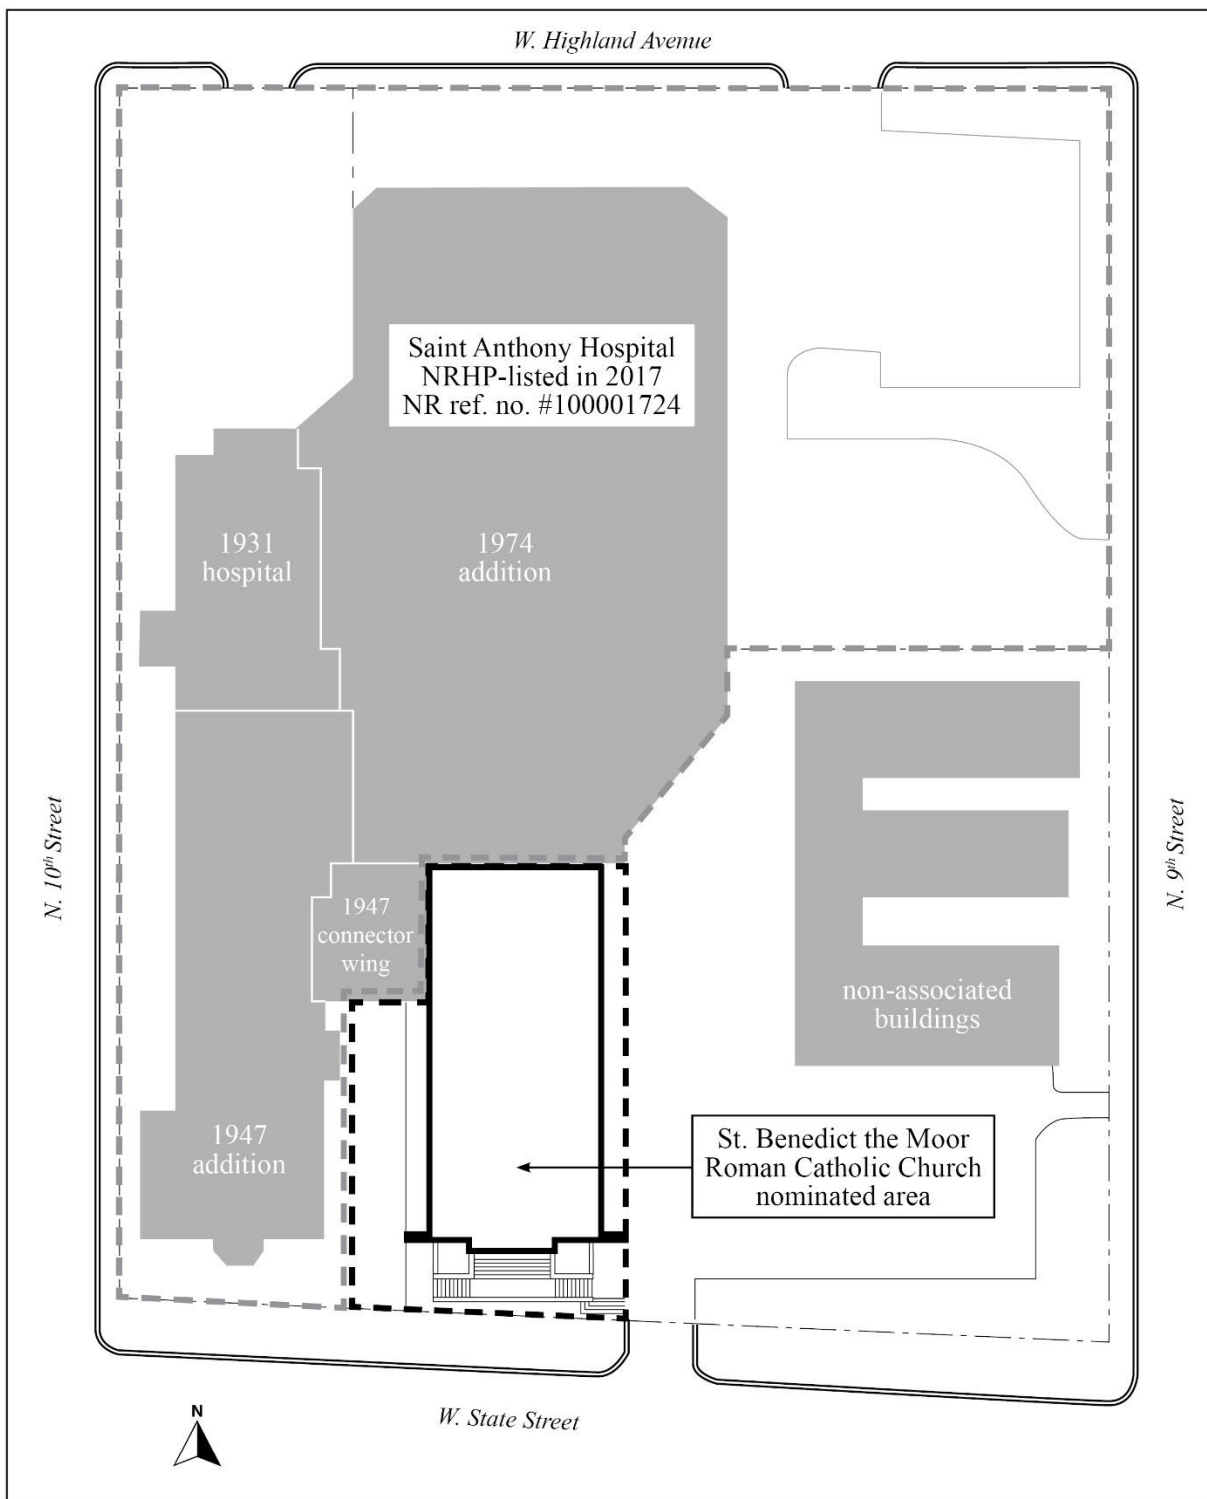 W. Highland Avenue
Saint Anthony Hospital
NRHP-listed in 2017
NR ref. no. #100001724
1931
hospital
1974
addition
N. 10th Street
N. 9th Street
1947
connector
wing
non-associated
buildings
1947
addition
St. Benedict the Moor
Roman Catholic Church
nominated area
W. State Street
N